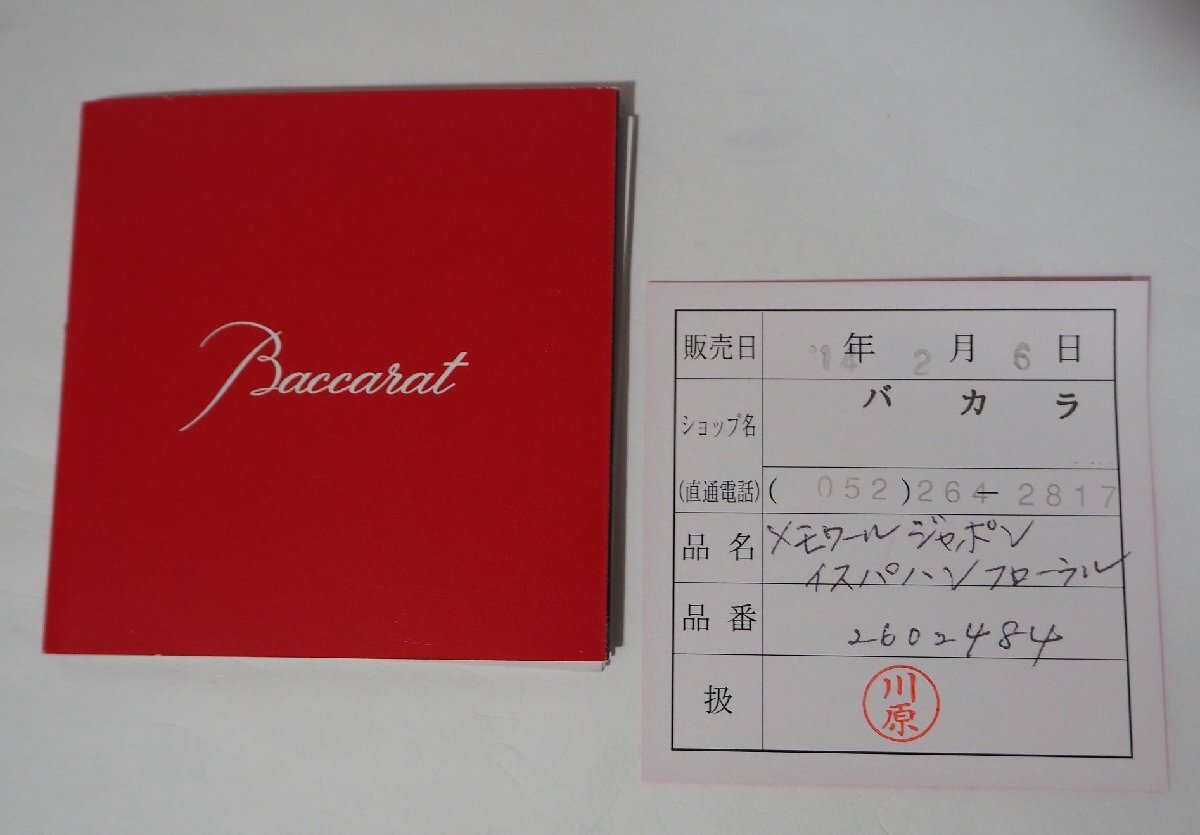 Baccarat
販売日 '14年 2月 6日
ショップ名 バカラ
(直通電話) (052)264-2817
品名 メモワール ジャポン
イスパハン フローラル
品番 2602484
扱 川原